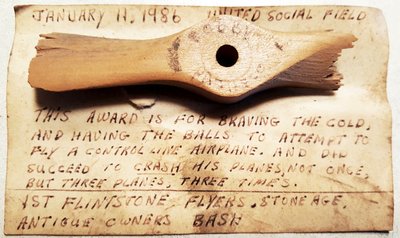 JANUARY 11, 1986 UNITED SOCIAL FIELD
THIS AWARD IS FOR BRAVING THE COLD,
AND HAVING THE BALLS TO ATTEMPT TO
FLY A CONTROL LINE AIRPLANE. AND DID
SUCCEED TO CRASH HIS PLANES, NOT ONCE,
BUT THREE PLANES, THREE TIMES.
1ST FLINTSTONE FLYERS, STONEAGE,
ANTIQUE OWNERS BASH